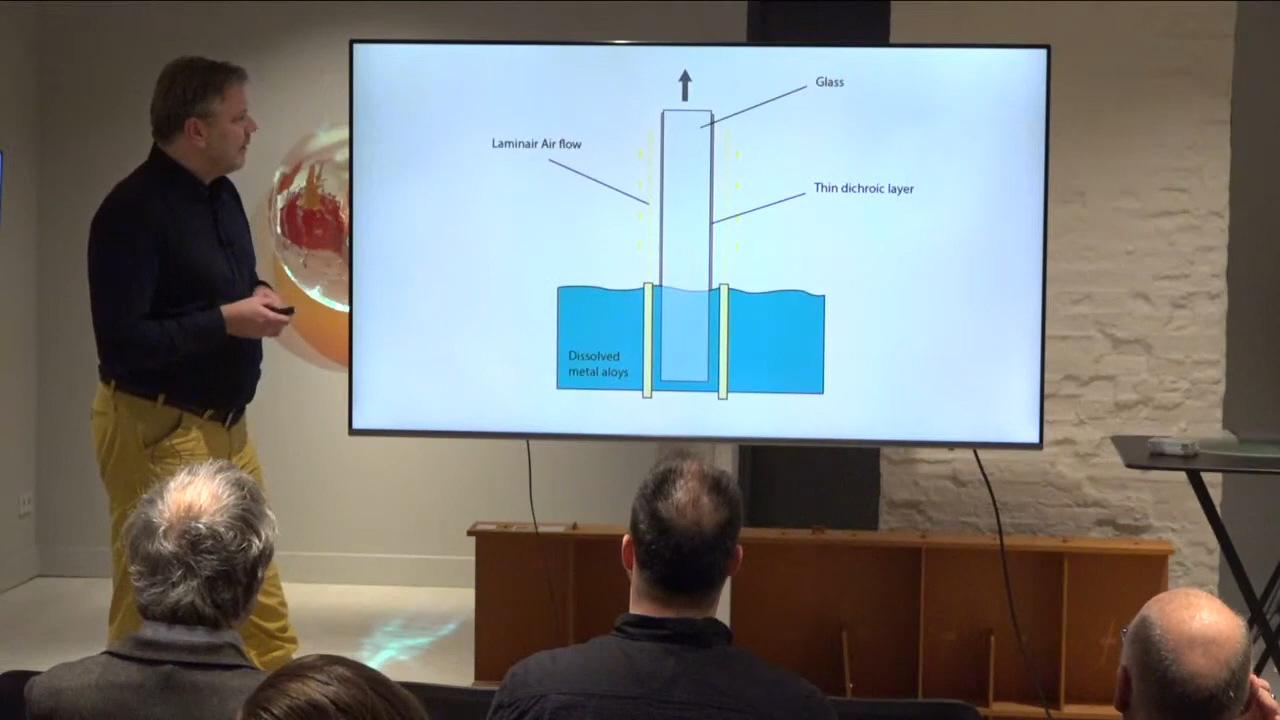 Glass
Laminair Air flow
Thin dichroic layer
Dissolved
metal aloys